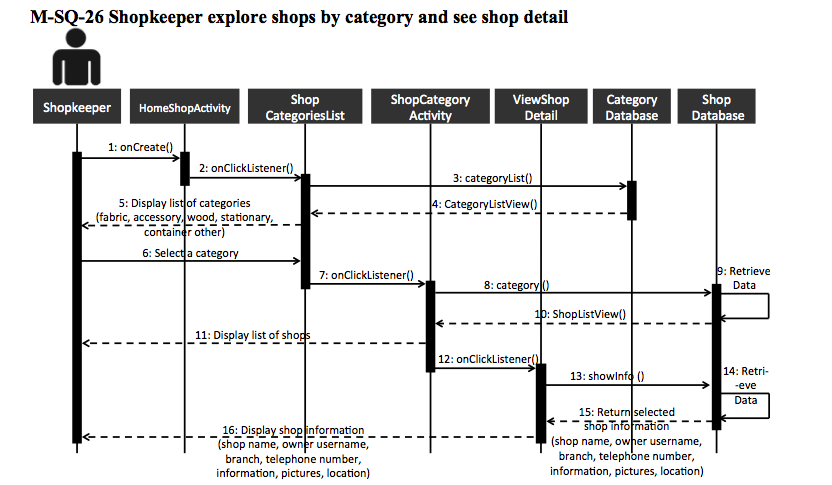 M-SQ-26 Shopkeeper explore shops by category and see shop detail
Shopkeeper
HomeShopActivity
Shop
CategoriesList
ShopCategory
Activity
ViewShop
Detail
Category
Database
Shop
Database
1: onCreate()
2: onClickListener()
3: categoryList()
4: CategoryListView()
5: Display list of categories
(fabric, accessory, wood, stationary,
container other)
6: Select a category
7: onClickListener()
8: category ()
9: Retrieve
Data
10: ShopListView()
11: Display list of shops
12: onClickListener()
13: showInfo ()
14: Retri-
-eve
Data
15: Return selected
shop information
(shop name, owner username,
branch, telephone number,
information, pictures, location)
16: Display shop information
(shop name, owner username,
branch, telephone number,
information, pictures, location)